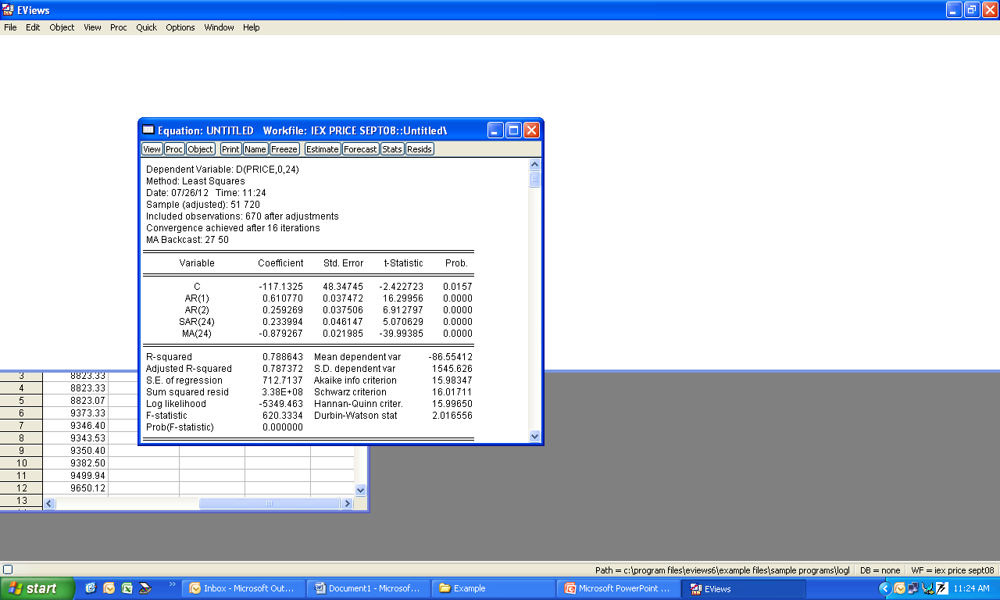 EViews
File Edit Object View Proc Quick Options Window Help
Equation: UNTITLED Workfile: IEX PRICE SEPT08::Untitled\
View Proc Object Print Name Freeze Estimate Forecast Stats Resids
Dependent Variable: D(PRICE,0,24)
Method: Least Squares
Date: 07/26/12 Time: 11:24
Sample (adjusted): 51 720
Included observations: 670 after adjustments
Convergence achieved after 16 iterations
MA Backcast: 27 50
Variable Coefficient Std. Error t-Statistic Prob.
C -117.1325 48.34745 -2.422723 0.0157
AR(1) 0.610770 0.037472 16.29956 0.0000
AR(2) 0.259269 0.037506 6.912797 0.0000
SAR(24) 0.233994 0.046147 5.070629 0.0000
MA(24) -0.879267 0.021985 -39.99385 0.0000
R-squared 0.788643 Mean dependent var -86.55412
Adjusted R-squared 0.787372 S.D. dependent var 1545.626
S.E. of regression 712.7137 Akaike info criterion 15.98347
Sum squared resid 3.38E+08 Schwarz criterion 16.01711
Log likelihood -5349.463 Hannan-Quinn criter. 15.99650
F-statistic 620.3334 Durbin-Watson stat 2.016556
Prob(F-statistic) 0.000000
3 8823.33
4 8823.33
5 8823.07
6 9373.33
7 9346.40
8 9343.53
9 9350.40
10 9382.50
11 9499.94
12 9650.12
13
Path = c:\program files\eviews6\example files\sample programs\logl DB = none WF = iex price sept08
start Inbox - Microsoft Out... Document1 - Microsof... Example Microsoft PowerPoint ... EViews 11:24 AM